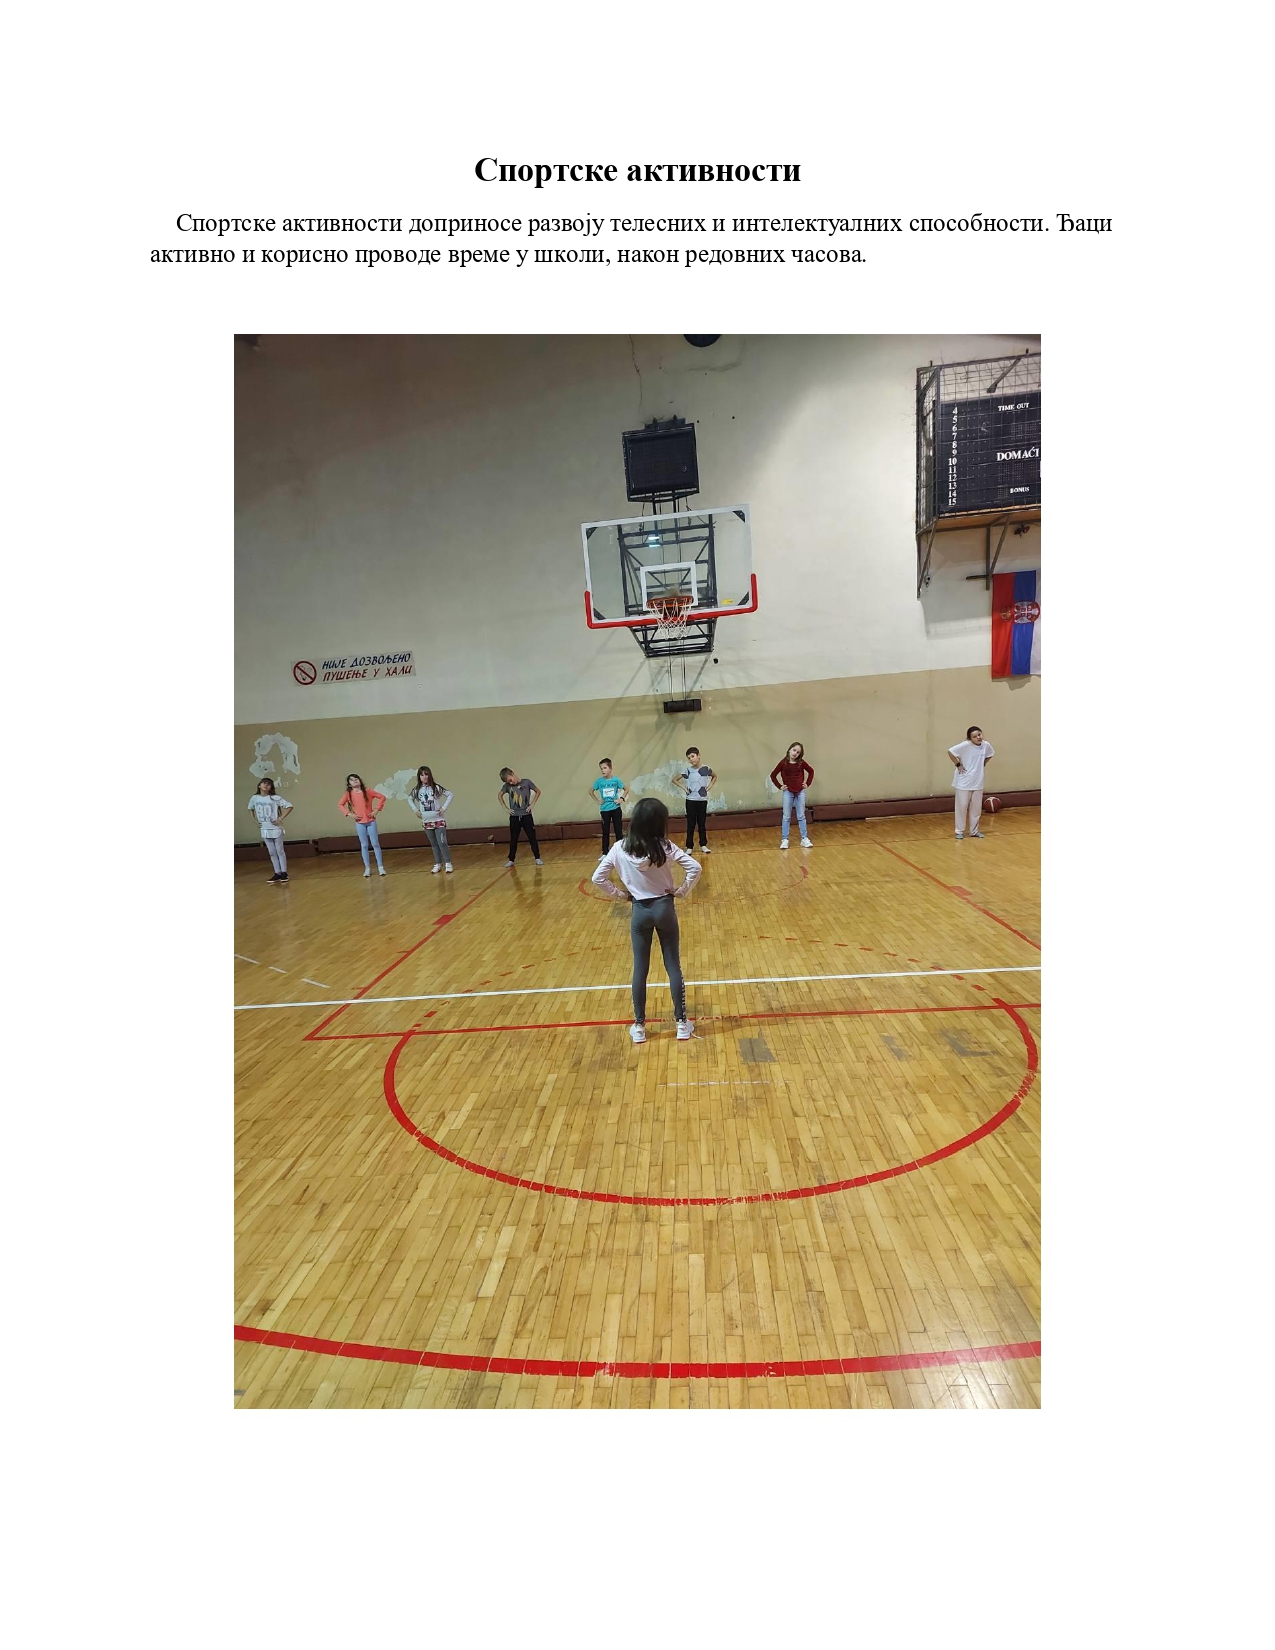 Спортске активности
Спортске активности доприносе развоју телесних и интелектуалних способности. Ђаци
активно и корисно проводе време у школи, након редовних часова.
4
5
6
7
8
9
10
11
12
13
14
15
TIME OUT
DOMAĆI
BONUS
НИЈЕ ДОЗВОЉЕНО
ПУШЕЊЕ У ХАЛИ